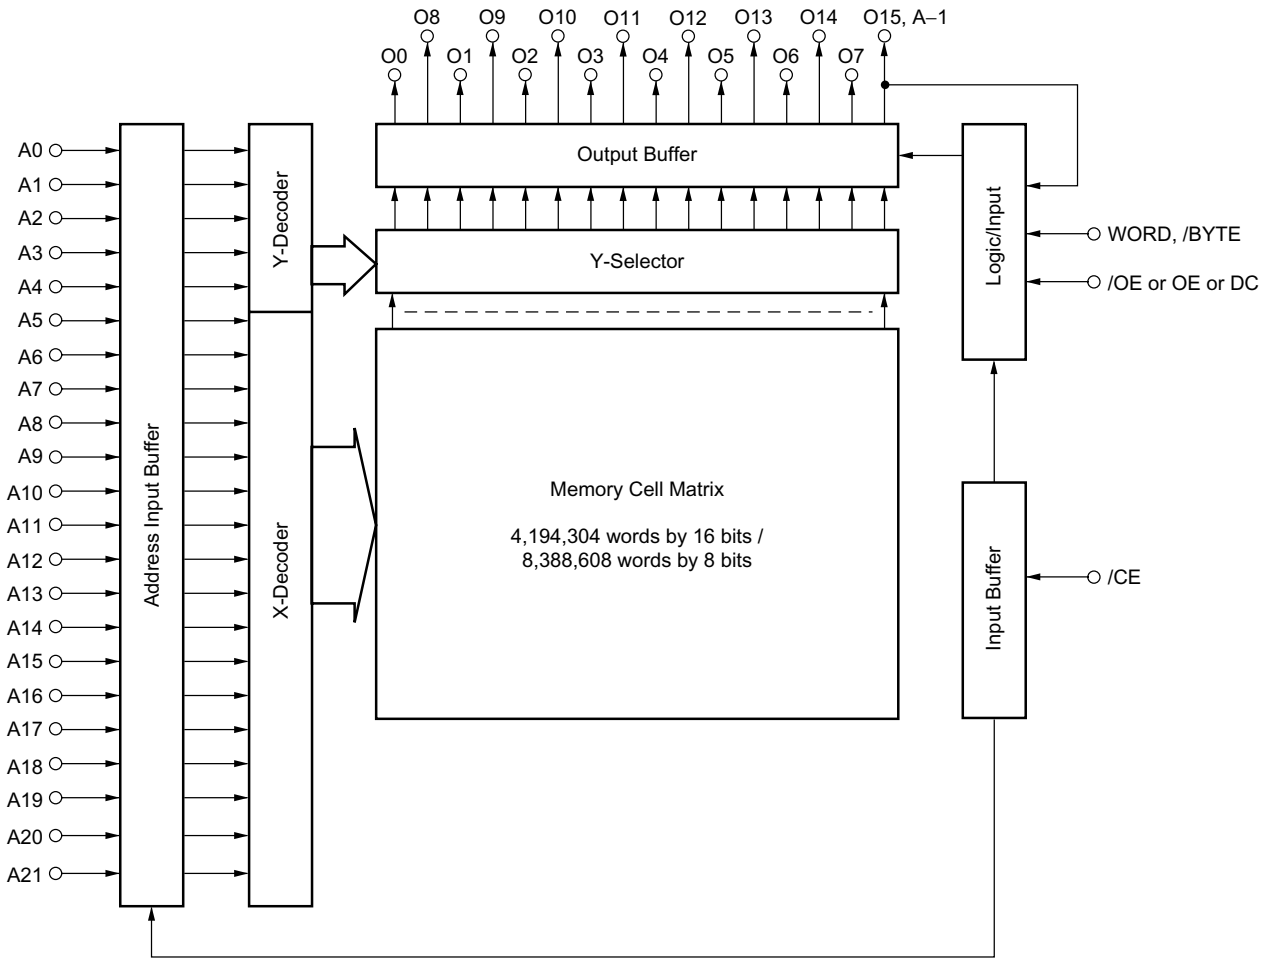 O8 O9 O10 O11 O12 O13 O14 O15, A–1
O0 O1 O2 O3 O4 O5 O6 O7
A0
A1
A2
A3
A4
A5
A6
A7
A8
A9
A10
A11
A12
A13
A14
A15
A16
A17
A18
A19
A20
A21
Address Input Buffer
Y-Decoder
X-Decoder
Output Buffer
Y-Selector
Memory Cell Matrix
4,194,304 words by 16 bits /
8,388,608 words by 8 bits
Logic/Input
WORD, /BYTE
/OE or OE or DC
Input Buffer
/CE